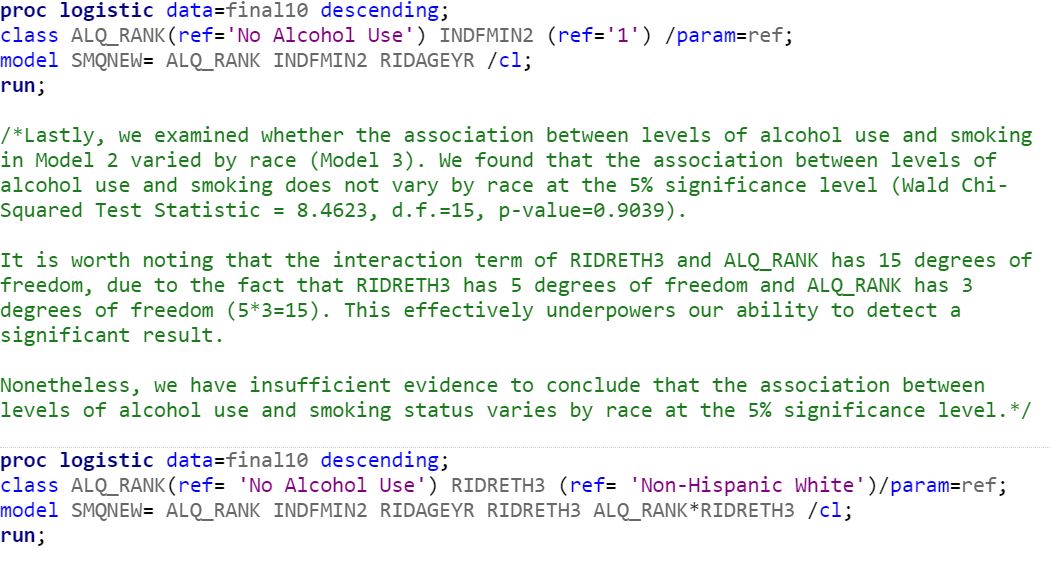 proc logistic data=final10 descending;
class ALQ_RANK(ref='No Alcohol Use') INDFMIN2 (ref='1') /param=ref;
model SMQNEW= ALQ_RANK INDFMIN2 RIDAGEYR /cl;
run;
/*Lastly, we examined whether the association between levels of alcohol use and smoking
in Model 2 varied by race (Model 3). We found that the association between levels of
alcohol use and smoking does not vary by race at the 5% significance level (Wald Chi-
Squared Test Statistic = 8.4623, d.f.=15, p-value=0.9039).
It is worth noting that the interaction term of RIDRETH3 and ALQ_RANK has 15 degrees of
freedom, due to the fact that RIDRETH3 has 5 degrees of freedom and ALQ_RANK has 3
degrees of freedom (5*3=15). This effectively underpowers our ability to detect a
significant result.
Nonetheless, we have insufficient evidence to conclude that the association between
levels of alcohol use and smoking status varies by race at the 5% significance level.*/
proc logistic data=final10 descending;
class ALQ_RANK(ref= 'No Alcohol Use') RIDRETH3 (ref= 'Non-Hispanic White')/param=ref;
model SMQNEW= ALQ_RANK INDFMIN2 RIDAGEYR RIDRETH3 ALQ_RANK*RIDRETH3 /cl;
run;